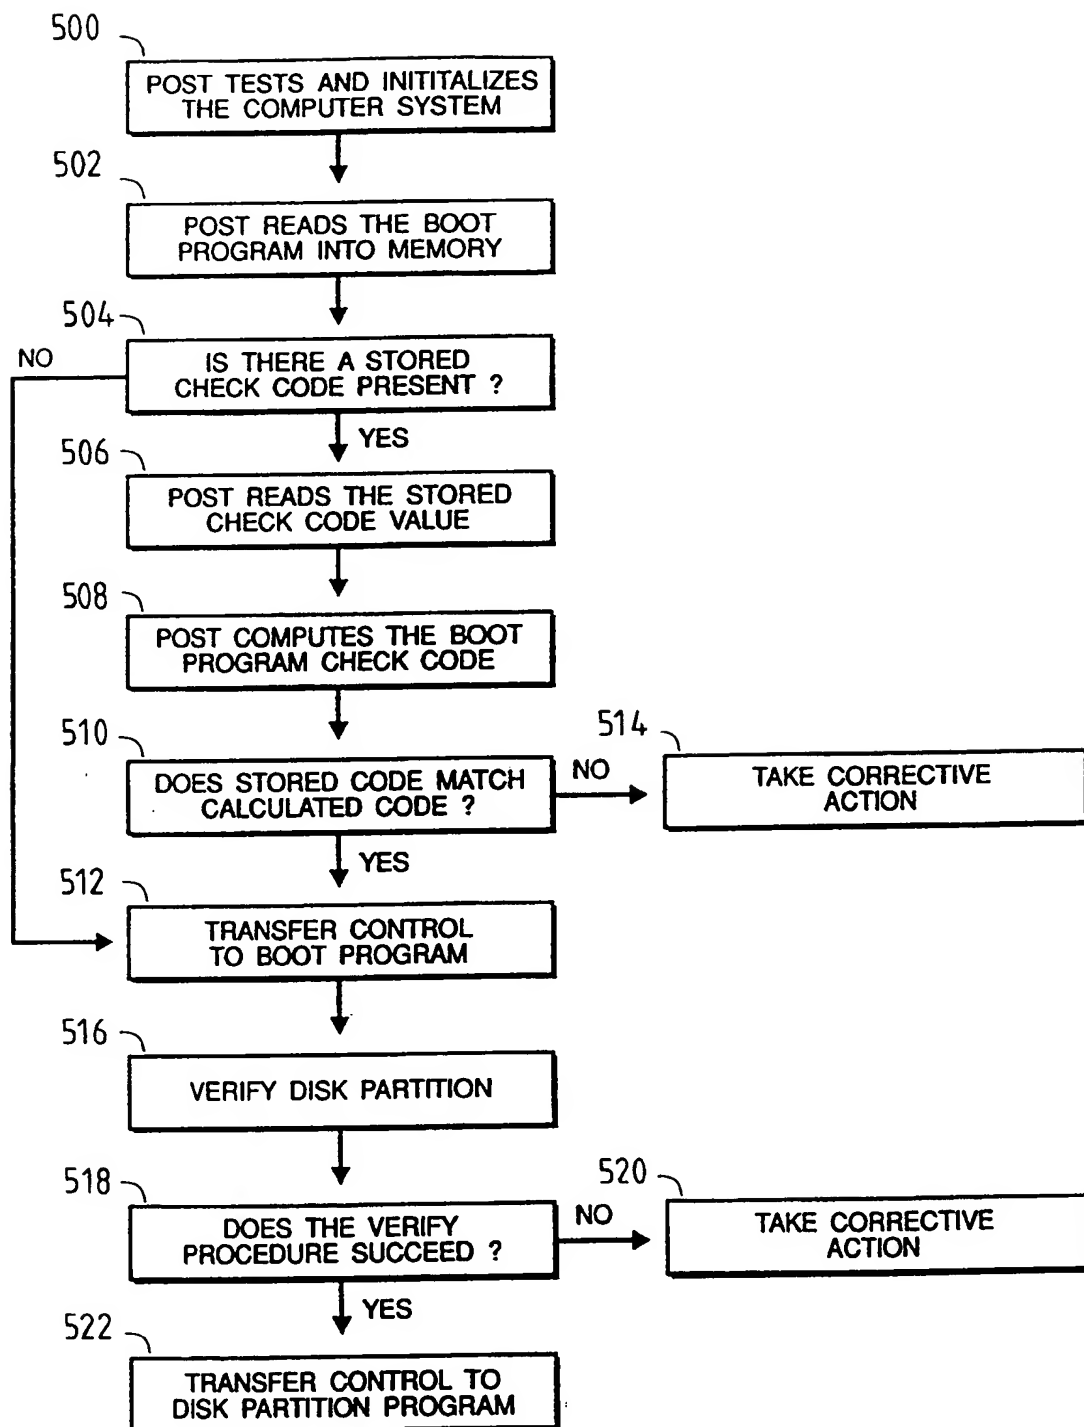 500
POST TESTS AND INITITALIZES
THE COMPUTER SYSTEM
502
POST READS THE BOOT
PROGRAM INTO MEMORY
504
NO
IS THERE A STORED
CHECK CODE PRESENT ?
YES
506
POST READS THE STORED
CHECK CODE VALUE
508
POST COMPUTES THE BOOT
PROGRAM CHECK CODE
510
DOES STORED CODE MATCH
CALCULATED CODE ?
NO
514
TAKE CORRECTIVE
ACTION
YES
512
TRANSFER CONTROL
TO BOOT PROGRAM
516
VERIFY DISK PARTITION
518
DOES THE VERIFY
PROCEDURE SUCCEED ?
NO
520
TAKE CORRECTIVE
ACTION
YES
522
TRANSFER CONTROL TO
DISK PARTITION PROGRAM